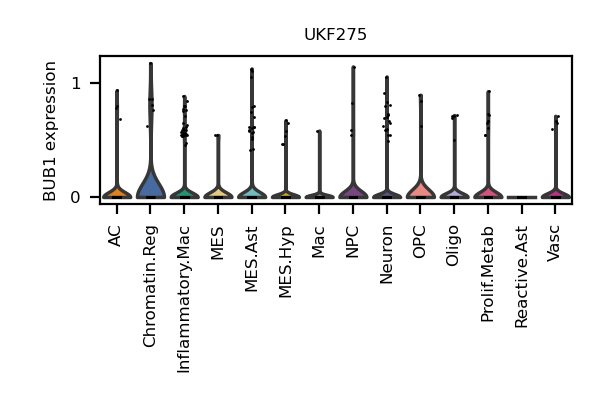 UKF275
BUB1 expression
1
0
AC
Chromatin.Reg
Inflammatory.Mac
MES
MES.Ast
MES.Hyp
Mac
NPC
Neuron
OPC
Oligo
Prolif.Metab
Reactive.Ast
Vasc